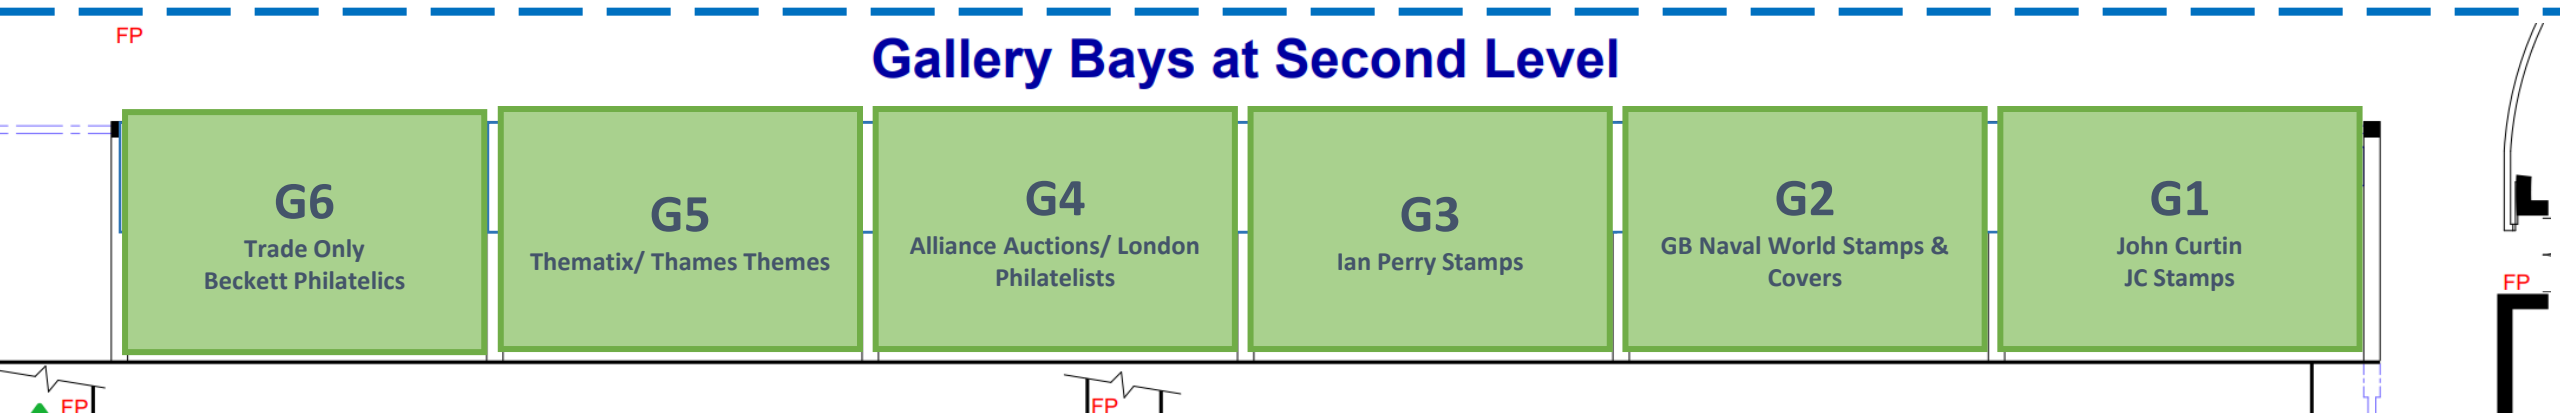 FP
Gallery Bays at Second Level
G6
Trade Only
Beckett Philatelics
G5
Thematix/ Thames Themes
G4
Alliance Auctions/ London
Philatelists
G3
Ian Perry Stamps
G2
GB Naval World Stamps &
Covers
G1
John Curtin
JC Stamps
FP
FP
FP